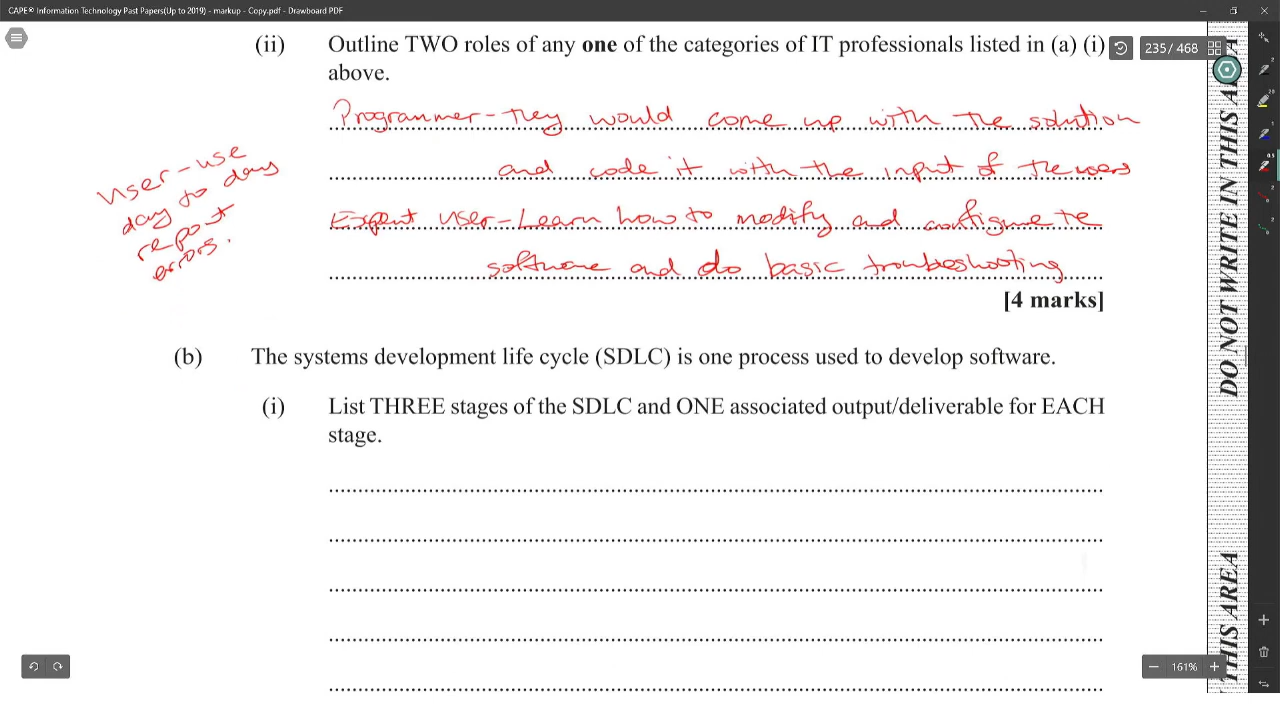 CAPE® Information Technology Past Papers(Up to 2019) - markup - Copy.pdf - Drawboard PDF
(ii) Outline TWO roles of any one of the categories of IT professionals listed in (a) (i)
above.
235 / 468
Programmer - They would come up with the solution
and code it with the input of the users
Expert user - Learn how to modify and configure te
software and do basic troubeshooting
user - use
day to day
report
errors.
[4 marks]
(b) The systems development life cycle (SDLC) is one process used to develop software.
(i) List THREE stages of the SDLC and ONE associated output/deliverable for EACH
stage.
DO NOT WRITE IN THIS A
THIS AREA
161%